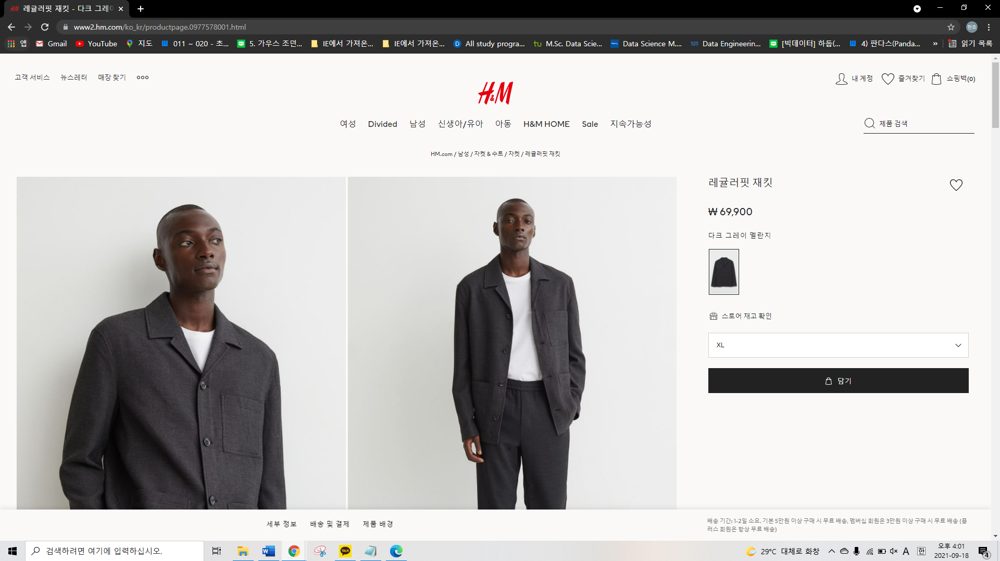 H&M 레귤러핏 재킷 - 다크 그레이
www2.hm.com/ko_kr/productpage.0977578001.html
현호
앱 Gmail YouTube 지도 011 ~ 020 - 초... 5. 가우스 조던... IE에서 가져온... IE에서 가져온... All study progra... M.Sc. Data Scie... Data Science M.... Data Engineerin... [빅데이터] 하둡(... 4) 판다스(Panda... » 읽기 목록
고객 서비스 뉴스레터 매장 찾기
내 계정 즐겨찾기 쇼핑백(0)
H&M
여성 Divided 남성 신생아/유아 아동 H&M HOME Sale 지속가능성
제품 검색
HM.com / 남성 / 자켓 & 수트 / 자켓 / 레귤러핏 재킷
레귤러핏 재킷
₩ 69,900
다크 그레이 멜란지
스토어 재고 확인
XL
담기
세부 정보 배송 및 결제 제품 배경
배송 기간: 1-2일 소요. 기본 5만원 이상 구매 시 무료 배송, 멤버십 회원은 3만원 이상 구매 시 무료 배송 (플
러스 회원은 항상 무료 배송)
검색하려면 여기에 입력하십시오.
TALK
29°C 대체로 화창
A 한
오후 4:01
2021-09-18
4